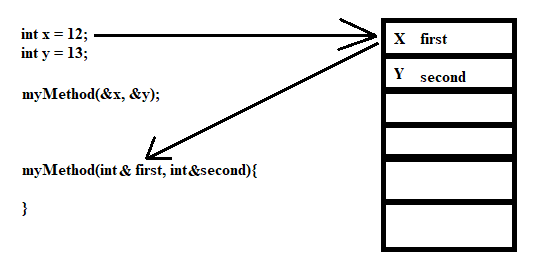 int x = 12;
int y = 13;
myMethod(&x, &y);
myMethod(int& first, int&second){
}
X first
Y second